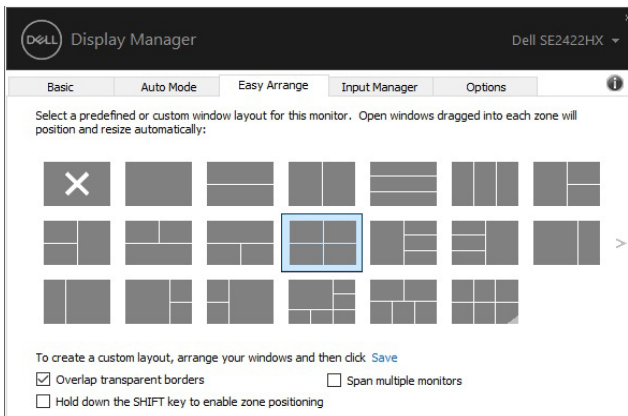 DELL Display Manager Dell SE2422HX
Basic Auto Mode Easy Arrange Input Manager Options
Select a predefined or custom window layout for this monitor. Open windows dragged into each zone will
position and resize automatically:
To create a custom layout, arrange your windows and then click Save
Overlap transparent borders Span multiple monitors
Hold down the SHIFT key to enable zone positioning